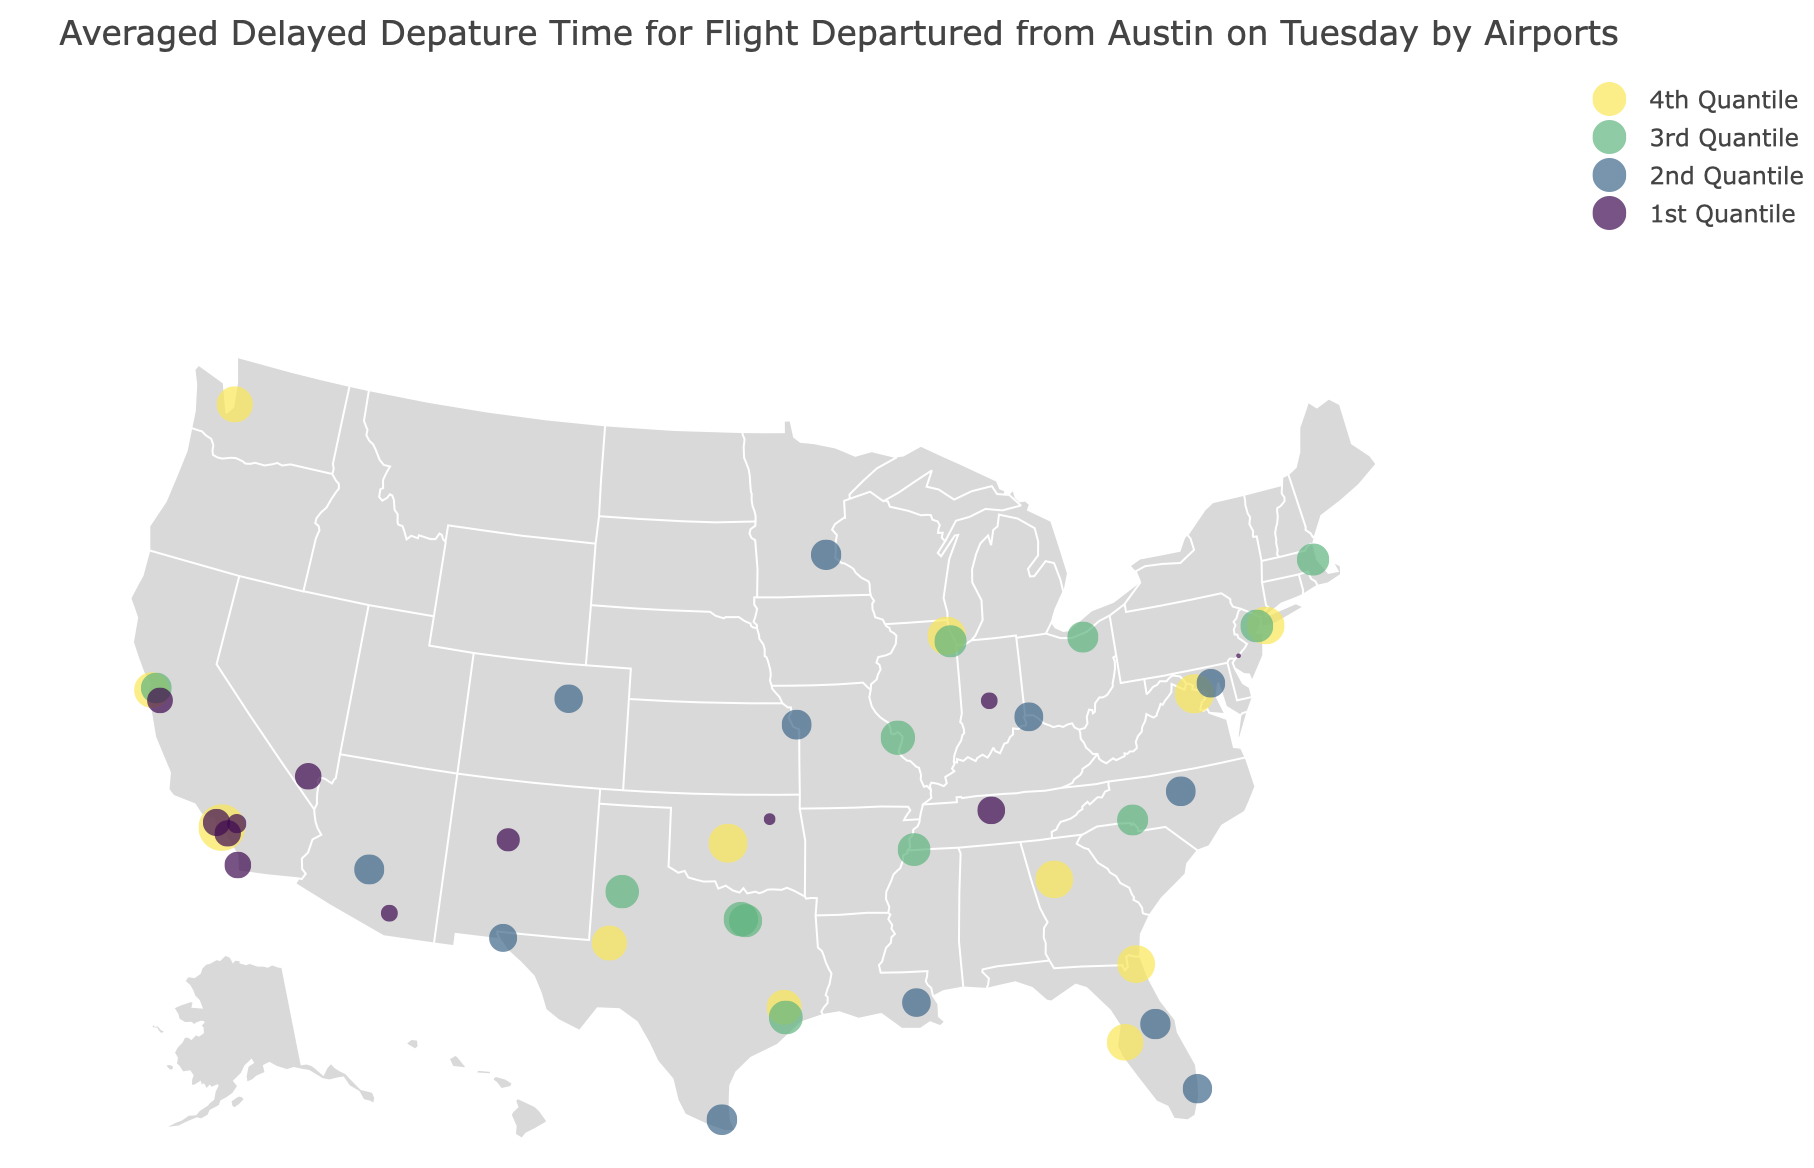 Averaged Delayed Depature Time for Flight Departured from Austin on Tuesday by Airports
4th Quantile
3rd Quantile
2nd Quantile
1st Quantile